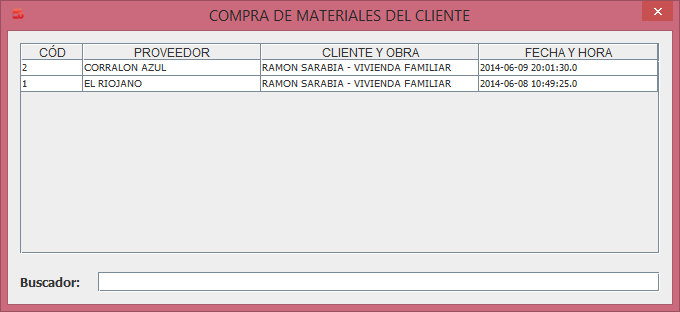 COMPRA DE MATERIALES DEL CLIENTE
CÓD PROVEEDOR CLIENTE Y OBRA FECHA Y HORA
2 CORRALON AZUL RAMON SARABIA - VIVIENDA FAMILIAR 2014-06-09 20:01:30.0
1 EL RIOJANO RAMON SARABIA - VIVIENDA FAMILIAR 2014-06-08 10:49:25.0
Buscador: